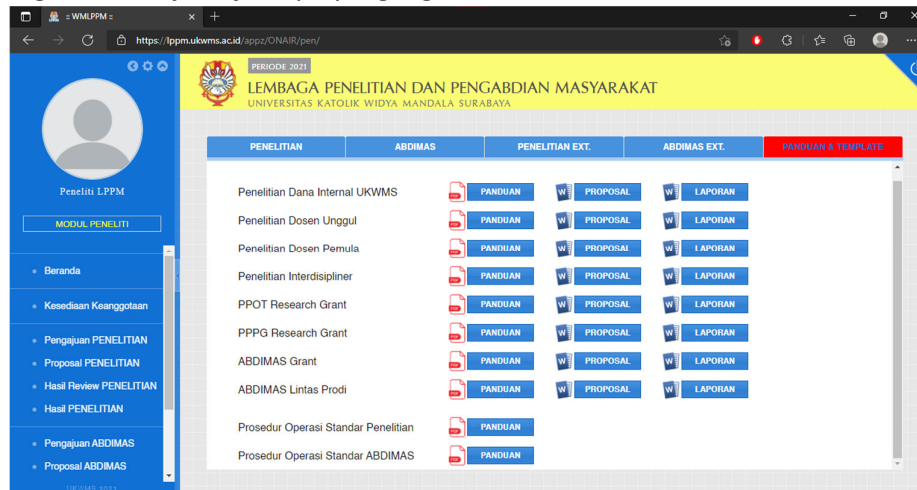 :: WMLPPM ::
https://lppm.ukwms.ac.id/appz/ONAIR/pen/
PERIODE 2021
LEMBAGA PENELITIAN DAN PENGABDIAN MASYARAKAT
UNIVERSITAS KATOLIK WIDYA MANDALA SURABAYA
Peneliti LPPM
MODUL PENELITI
Beranda
Kesediaan Keanggotaan
Pengajuan PENELITIAN
Proposal PENELITIAN
Hasil Review PENELITIAN
Hasil PENELITIAN
Pengajuan ABDIMAS
Proposal ABDIMAS
UKWMS 2021
PENELITIAN ABDIMAS PENELITIAN EXT. ABDIMAS EXT. PANDUAN & TEMPLATE
Penelitian Dana Internal UKWMS PANDUAN PROPOSAL LAPORAN
Penelitian Dosen Unggul PANDUAN PROPOSAL LAPORAN
Penelitian Dosen Pemula PANDUAN PROPOSAL LAPORAN
Penelitian Interdisipliner PANDUAN PROPOSAL LAPORAN
PPOT Research Grant PANDUAN PROPOSAL LAPORAN
PPPG Research Grant PANDUAN PROPOSAL LAPORAN
ABDIMAS Grant PANDUAN PROPOSAL LAPORAN
ABDIMAS Lintas Prodi PANDUAN PROPOSAL LAPORAN
Prosedur Operasi Standar Penelitian PANDUAN
Prosedur Operasi Standar ABDIMAS PANDUAN